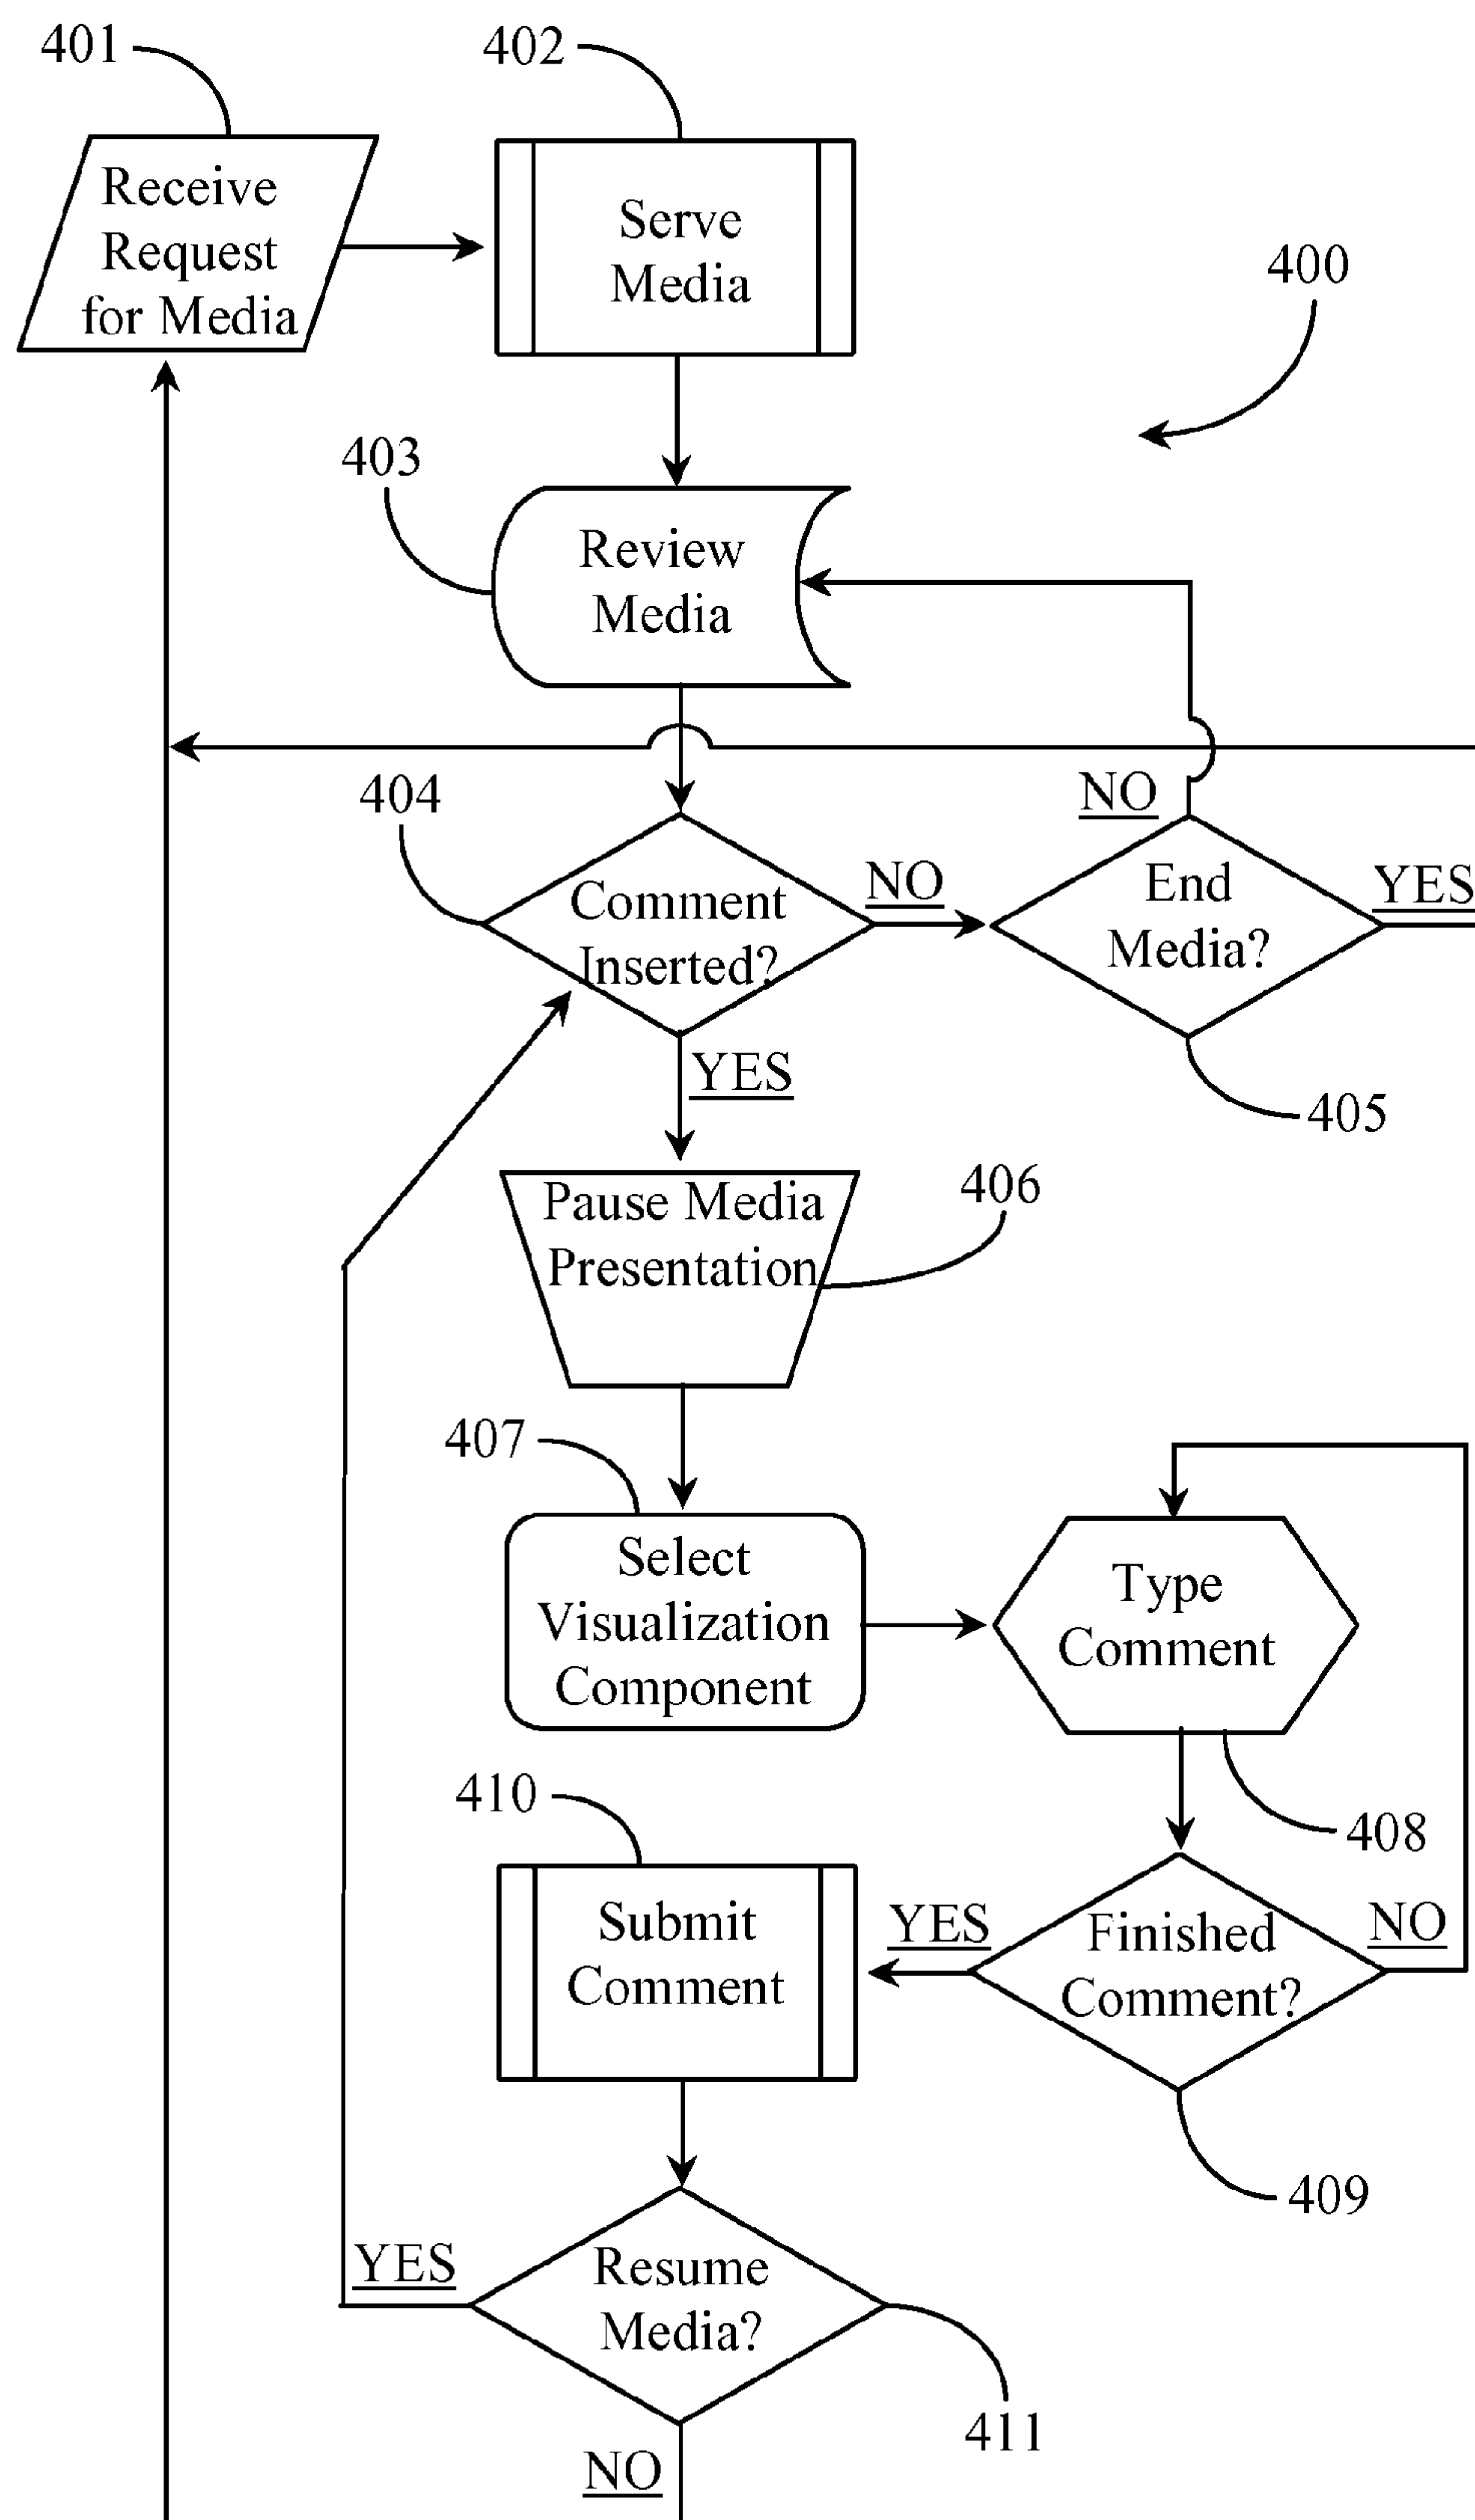 401
402
Receive
Request
for Media
Serve
Media
400
403
Review
Media
404
NO
Comment
Inserted?
NO
End
Media?
YES
YES
405
Pause Media
Presentation
406
407
Select
Visualization
Component
Type
Comment
408
410
Submit
Comment
YES
Finished
Comment?
NO
409
YES
Resume
Media?
411
NO